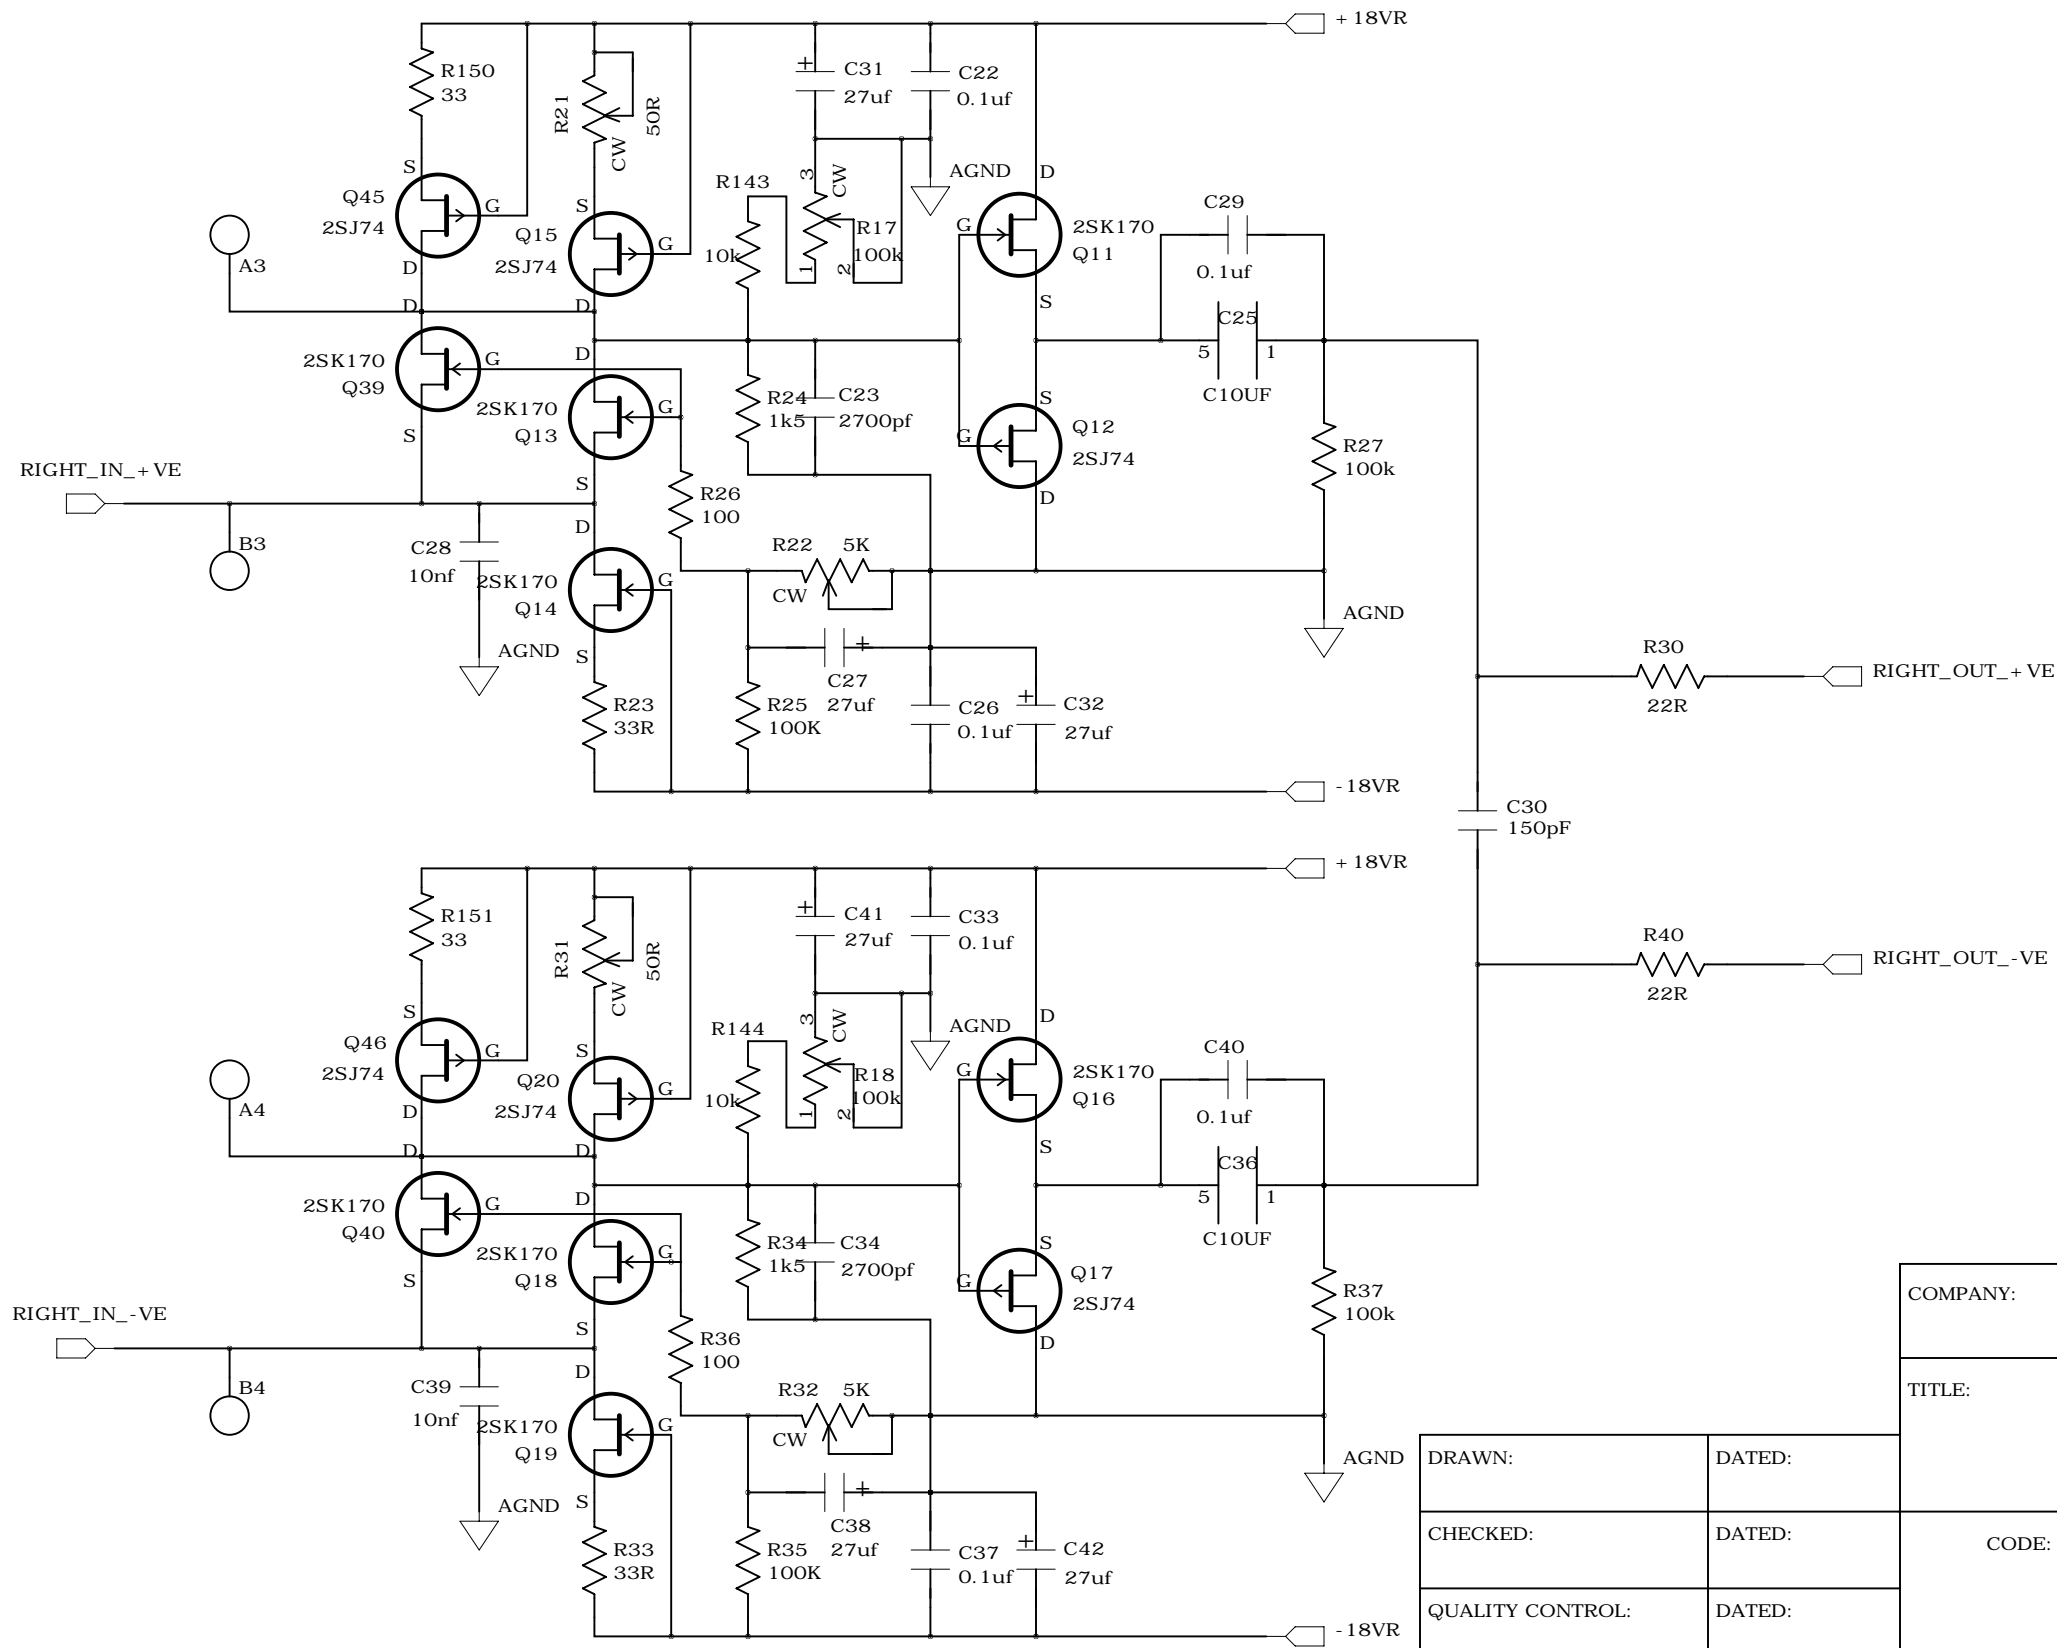 +18VR
R150
33
R21
50R
CW
+
C31
27uf
C22
0.1uf
S
Q45
2SJ74
G
D
A3
S
Q15
2SJ74
G
D
D
R143
10k
3
CW
R17
100k
1
2
AGND
D
G
2SK170
Q11
S
C29
0.1uf
C25
5
1
C10UF
2SK170
Q39
G
S
D
2SK170
Q13
G
S
R24
1k5
C23
2700pf
S
G
Q12
2SJ74
D
R27
100k
RIGHT_IN_+VE
B3
C28
10nf
AGND
R26
100
D
2SK170
Q14
G
S
R22
5K
CW
AGND
R23
33R
R25
100K
C27
27uf
+
C26
0.1uf
+
C32
27uf
-18VR
R30
22R
RIGHT_OUT_+VE
C30
150pF
+18VR
R151
33
R31
50R
CW
+
C41
27uf
C33
0.1uf
R40
22R
RIGHT_OUT_-VE
S
Q46
2SJ74
G
D
A4
S
Q20
2SJ74
G
D
D
R144
10k
3
CW
R18
100k
1
2
AGND
D
G
2SK170
Q16
S
C40
0.1uf
C36
5
1
C10UF
2SK170
Q40
G
S
D
2SK170
Q18
G
S
R34
1k5
C34
2700pf
S
G
Q17
2SJ74
D
R37
100k
RIGHT_IN_-VE
B4
C39
10nf
AGND
R36
100
D
2SK170
Q19
G
S
R32
5K
CW
AGND
R33
33R
R35
100K
C38
27uf
+
C37
0.1uf
+
C42
27uf
-18VR
COMPANY:
TITLE:
DRAWN:
DATED:
CHECKED:
DATED:
CODE:
QUALITY CONTROL:
DATED: